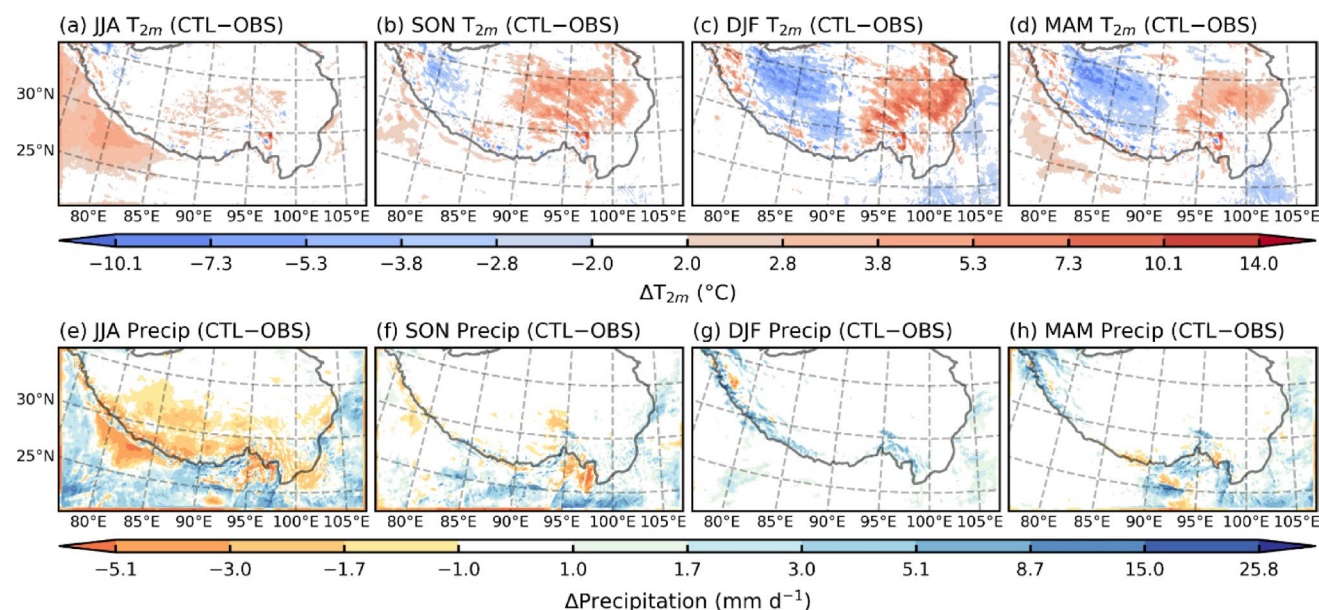 (a) JJA T2m (CTL−OBS)
(b) SON T2m (CTL−OBS)
(c) DJF T2m (CTL−OBS)
(d) MAM T2m (CTL−OBS)
30°N
25°N
80°E 85°E 90°E 95°E 100°E 105°E
80°E 85°E 90°E 95°E 100°E 105°E
80°E 85°E 90°E 95°E 100°E 105°E
80°E 85°E 90°E 95°E 100°E 105°E
−10.1 −7.3 −5.3 −3.8 −2.8 −2.0 2.0 2.8 3.8 5.3 7.3 10.1 14.0
ΔT2m (°C)
(e) JJA Precip (CTL−OBS)
(f) SON Precip (CTL−OBS)
(g) DJF Precip (CTL−OBS)
(h) MAM Precip (CTL−OBS)
30°N
25°N
80°E 85°E 90°E 95°E 100°E 105°E
80°E 85°E 90°E 95°E 100°E 105°E
80°E 85°E 90°E 95°E 100°E 105°E
80°E 85°E 90°E 95°E 100°E 105°E
−5.1 −3.0 −1.7 −1.0 1.0 1.7 3.0 5.1 8.7 15.0 25.8
ΔPrecipitation (mm d⁻¹)